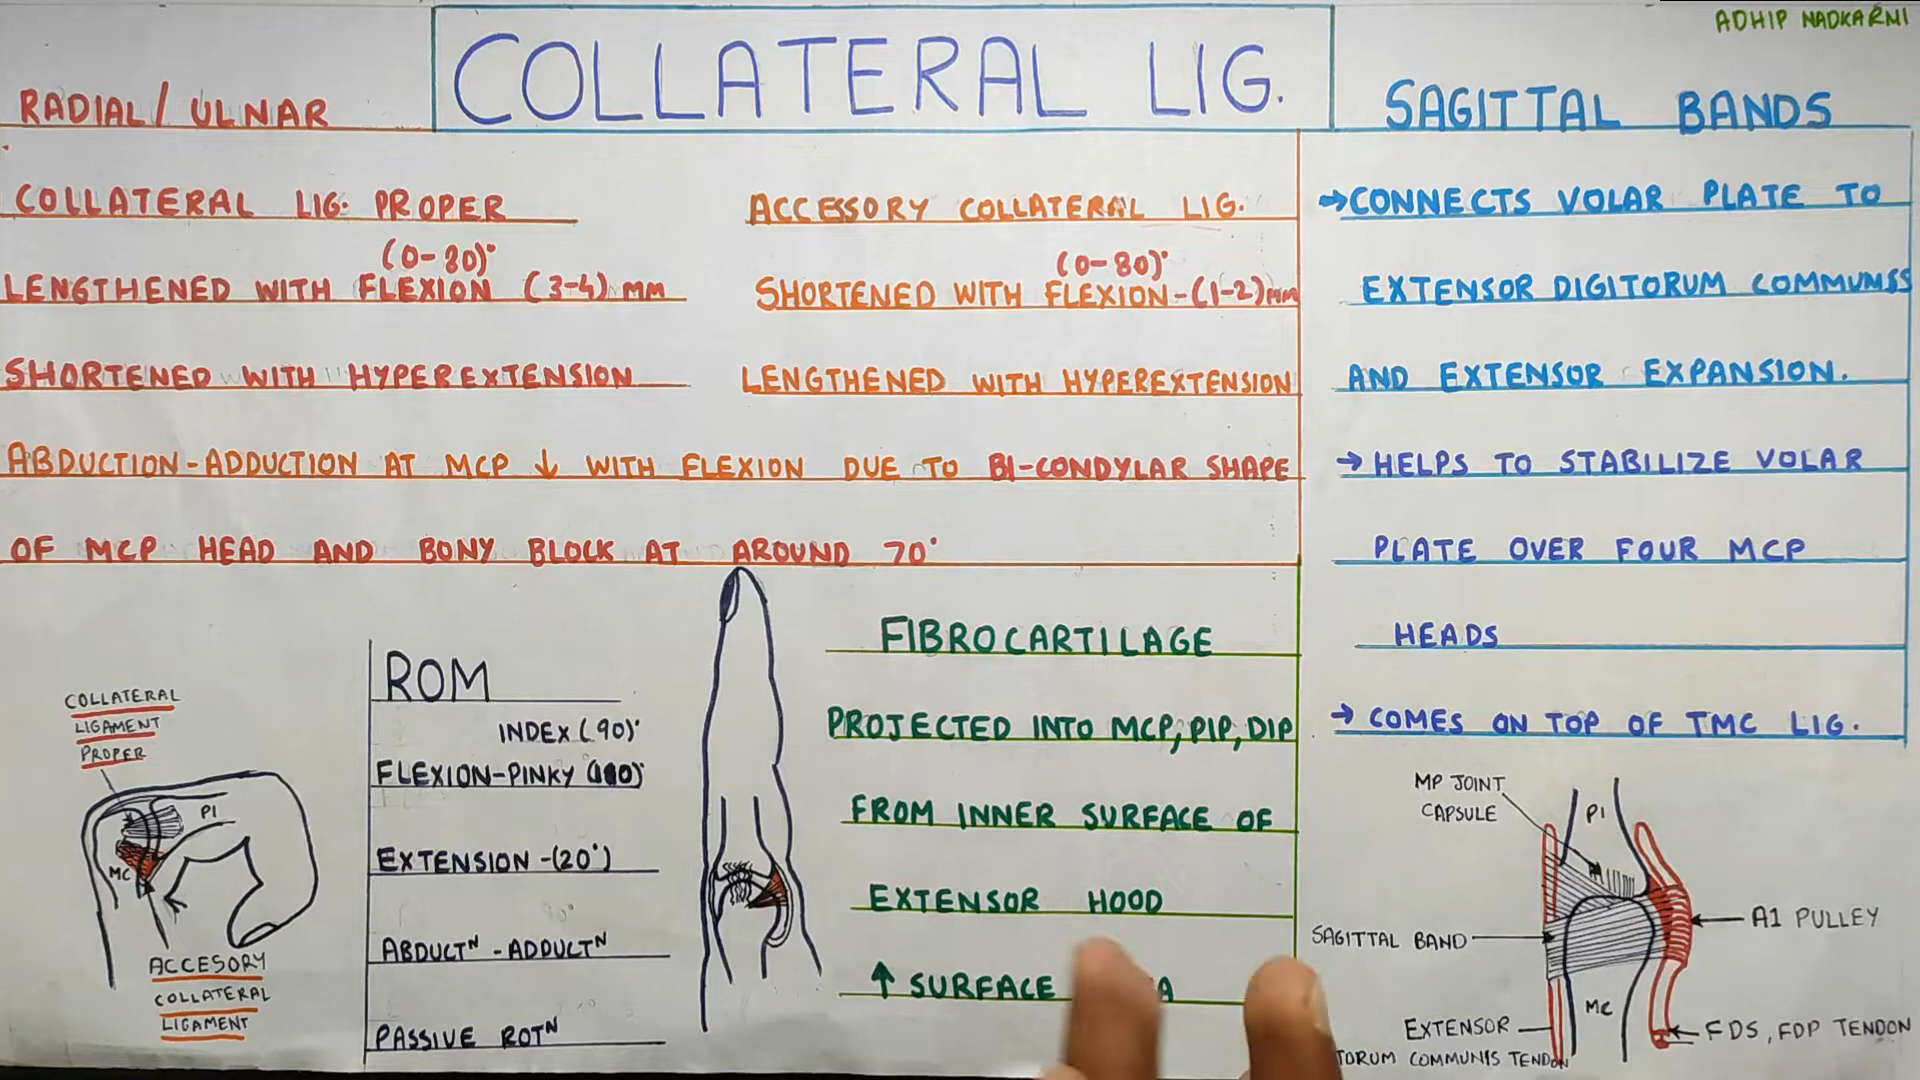 ADHIP NADKARNI
COLLATERAL LIG.
RADIAL/ ULNAR
COLLATERAL LIG. PROPER
(0-80)°
LENGTHENED WITH FLEXION (3-4) MM
SHORTENED WITH HYPEREXTENSION
ACCESSORY COLLATERAL LIG.
(0-80)°
SHORTENED WITH FLEXION-(1-2)MM
LENGTHENED WITH HYPEREXTENSION
ABDUCTION-ADDUCTION AT MCP ↓ WITH FLEXION DUE TO BI-CONDYLAR SHAPE
OF MCP HEAD AND BONY BLOCK AT AROUND 70°
SAGITTAL BANDS
→CONNECTS VOLAR PLATE TO
EXTENSOR DIGITORUM COMMUNSS
AND EXTENSOR EXPANSION.
→HELPS TO STABILIZE VOLAR
PLATE OVER FOUR MCP
HEADS
→ COMES ON TOP OF TMC LIG.
COLLATERAL
LIGAMENT
PROPER
P1
MC
ACCESORY
COLLATERAL
LIGAMENT
ROM
INDEX (90)°
FLEXION-PINKY (110)°
EXTENSION-(20°)
ABDUCTᴺ - ADDUCTᴺ
PASSIVE ROTᴺ
FIBROCARTILAGE
PROJECTED INTO MCP, PIP, DIP
FROM INNER SURFACE OF
EXTENSOR HOOD
↑ SURFACE
MP JOINT
CAPSULE
P1
SAGITTAL BAND
A1 PULLEY
MC
EXTENSOR
TORUM COMMUNIS TENDON
FDS, FDP TENDON